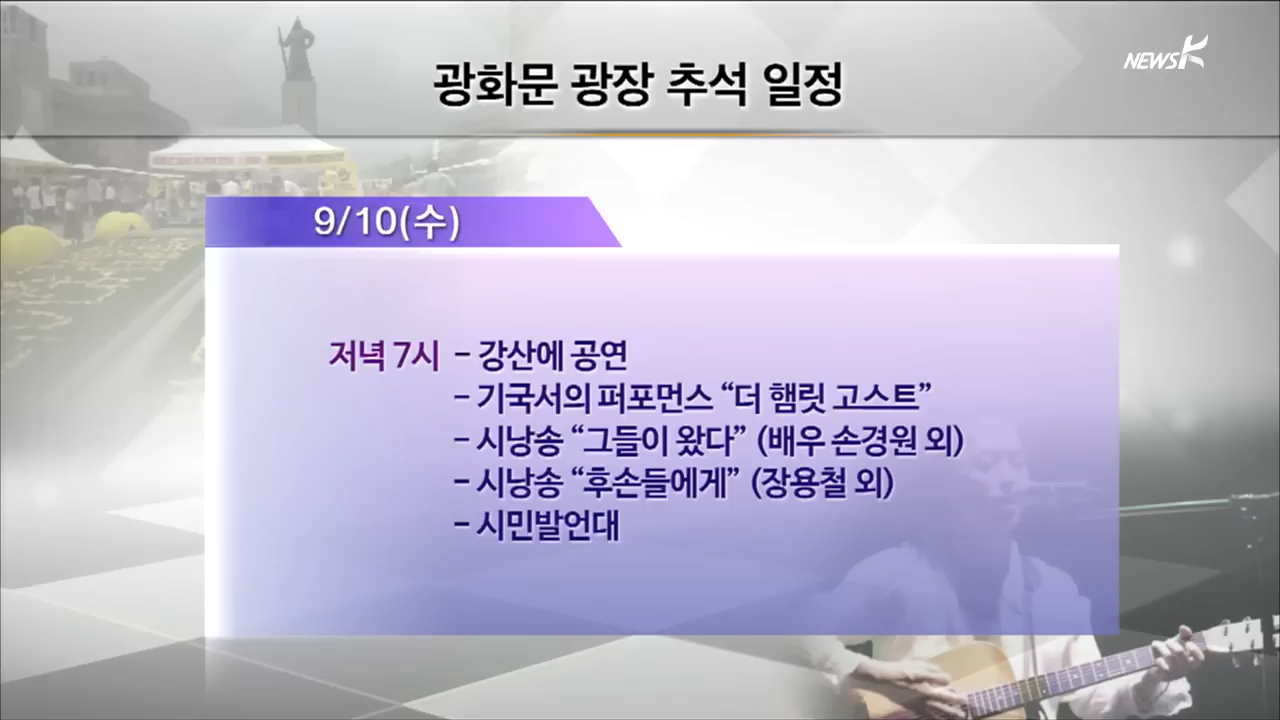 광화문 광장 추석 일정
NEWS K
9/10(수)
저녁 7시 - 강산에 공연
- 기국서의 퍼포먼스 “더 햄릿 고스트”
- 시낭송 “그들이 왔다” (배우 손경원 외)
- 시낭송 “후손들에게” (장용철 외)
- 시민발언대